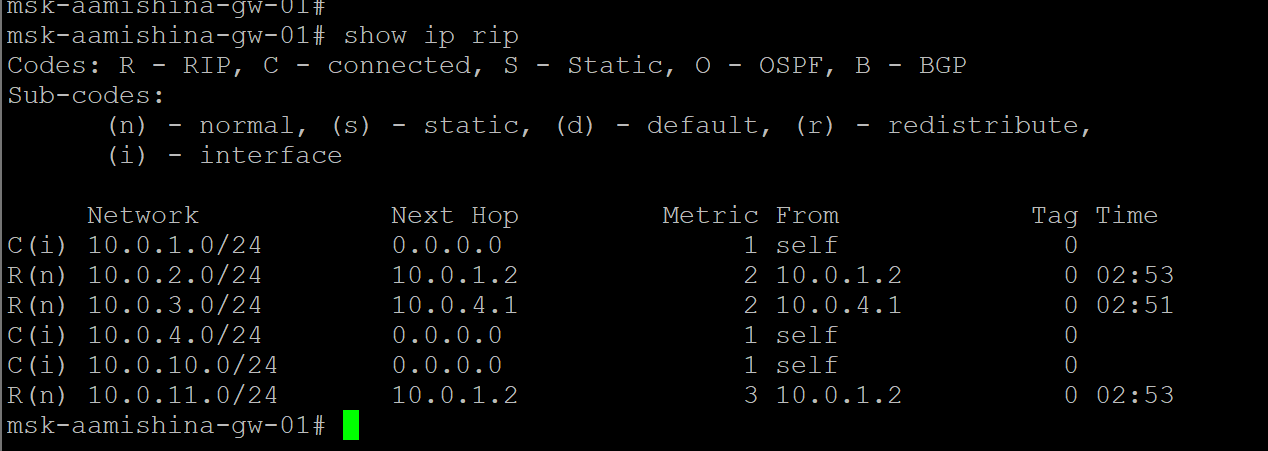 msk-aamishina-gw-01#
msk-aamishina-gw-01# show ip rip
Codes: R - RIP, C - connected, S - Static, O - OSPF, B - BGP
Sub-codes:
      (n) - normal, (s) - static, (d) - default, (r) - redistribute,
      (i) - interface

     Network            Next Hop         Metric From            Tag Time
C(i) 10.0.1.0/24        0.0.0.0               1 self              0
R(n) 10.0.2.0/24        10.0.1.2              2 10.0.1.2          0 02:53
R(n) 10.0.3.0/24        10.0.4.1              2 10.0.4.1          0 02:51
C(i) 10.0.4.0/24        0.0.0.0               1 self              0
C(i) 10.0.10.0/24       0.0.0.0               1 self              0
R(n) 10.0.11.0/24       10.0.1.2              3 10.0.1.2          0 02:53
msk-aamishina-gw-01#